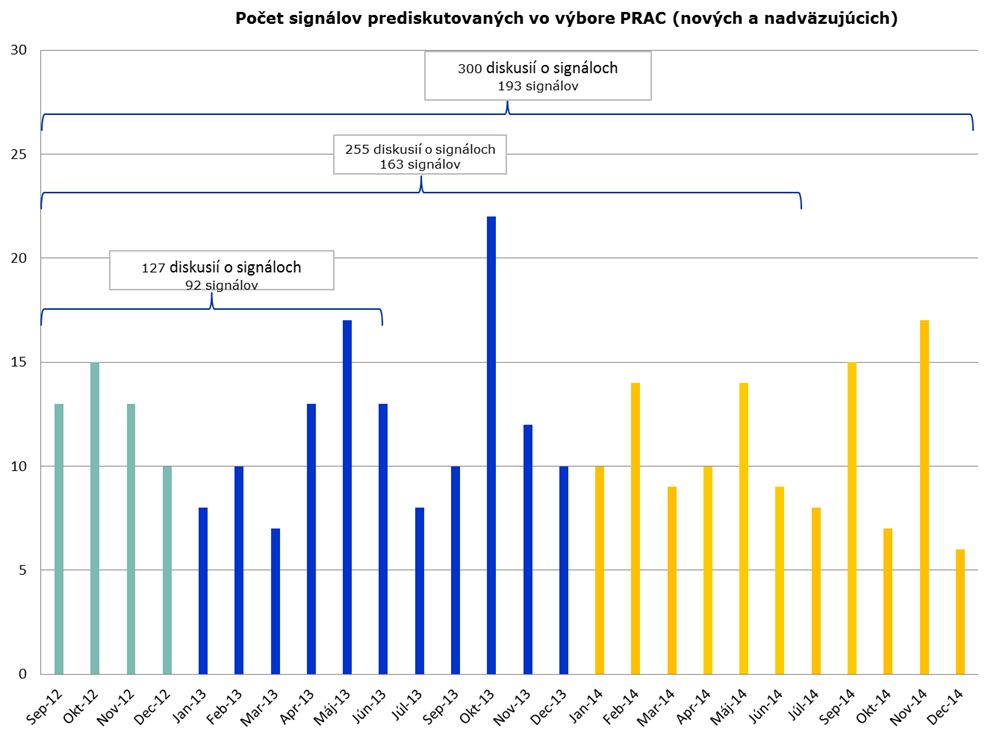 Počet signálov prediskutovaných vo výbore PRAC (nových a nadväzujúcich)
30
300 diskusií o signáloch
193 signálov
25
255 diskusií o signáloch
163 signálov
20
127 diskusií o signáloch
92 signálov
15
10
5
0
Sep-12 Okt-12 Nov-12 Dec-12 Jan-13 Feb-13 Mar-13 Apr-13 Máj-13 Jún-13 Júl-13 Sep-13 Okt-13 Nov-13 Dec-13 Jan-14 Feb-14 Mar-14 Apr-14 Máj-14 Jún-14 Júl-14 Sep-14 Okt-14 Nov-14 Dec-14